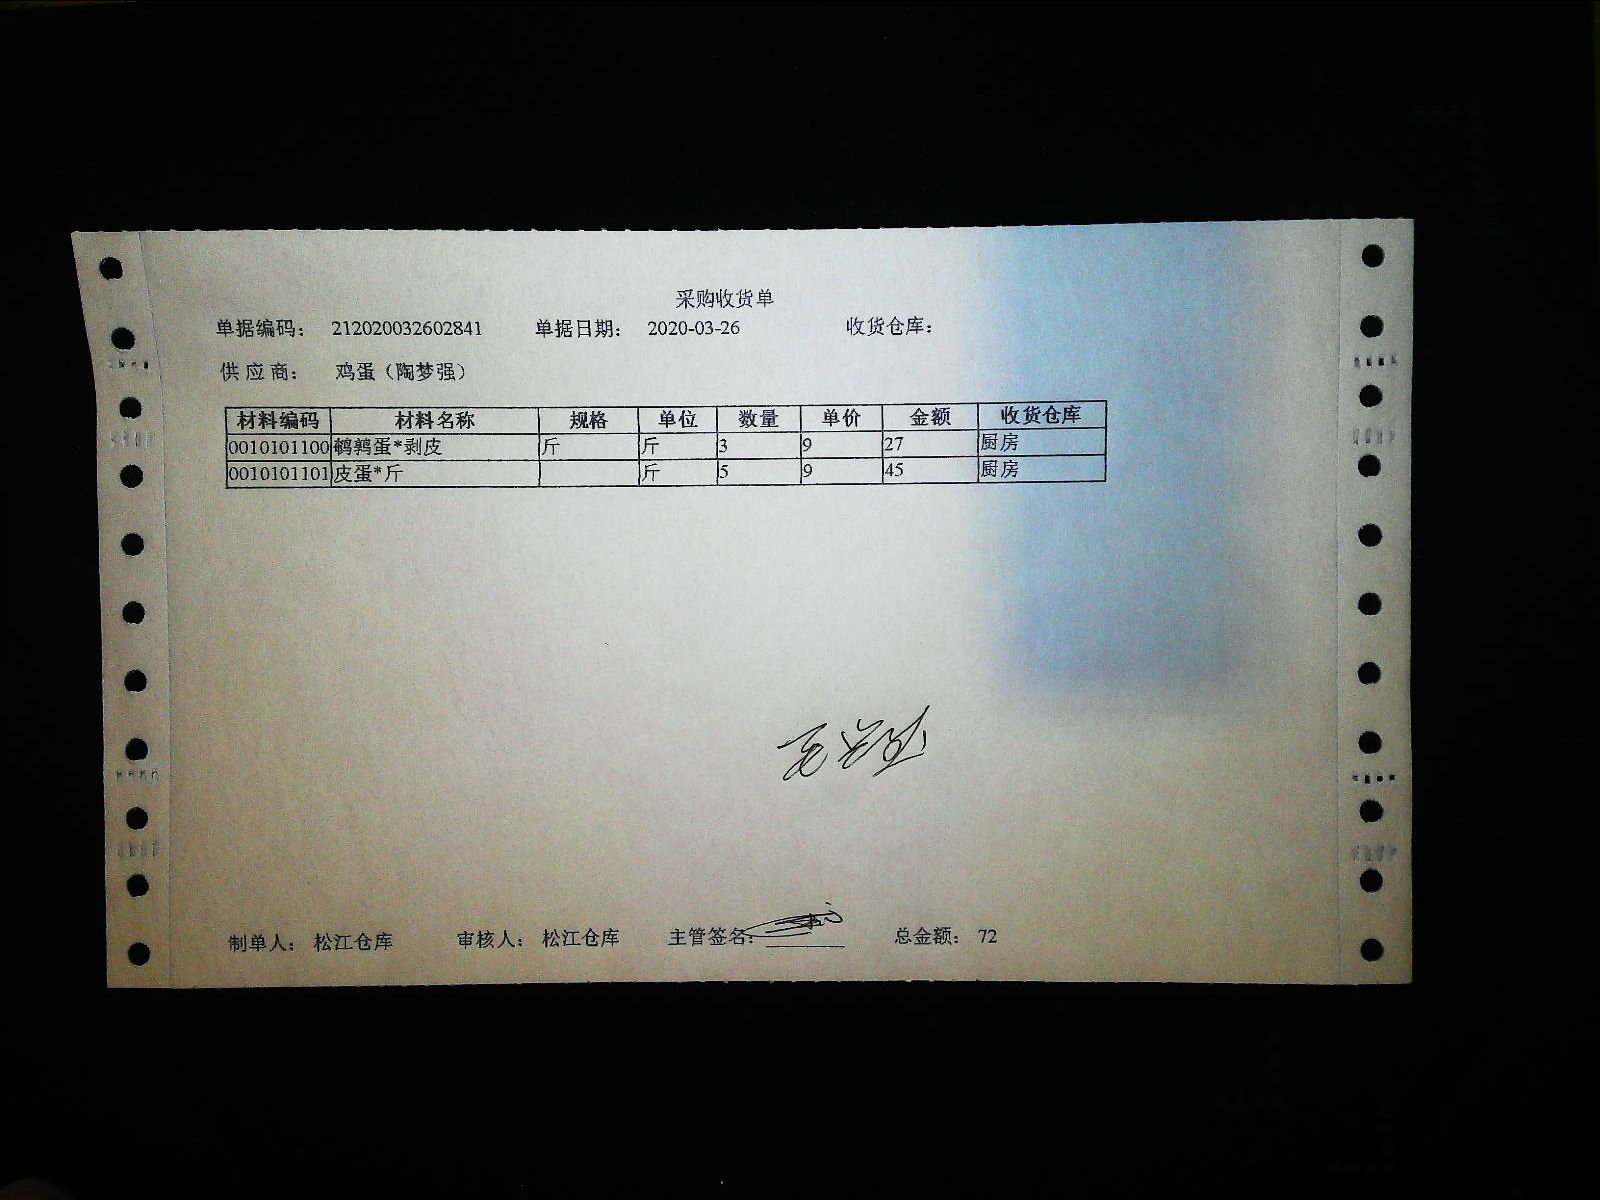 采购收货单
单据编码： 212020032602841 单据日期： 2020-03-26 收货仓库：
供应商： 鸡蛋（陶梦强）
材料编码 材料名称 规格 单位 数量 单价 金额 收货仓库
0010101100 鹌鹑蛋*剥皮 斤 斤 3 9 27 厨房
0010101101 皮蛋*斤 斤 5 9 45 厨房
制单人： 松江仓库 审核人： 松江仓库 主管签名： 总金额： 72